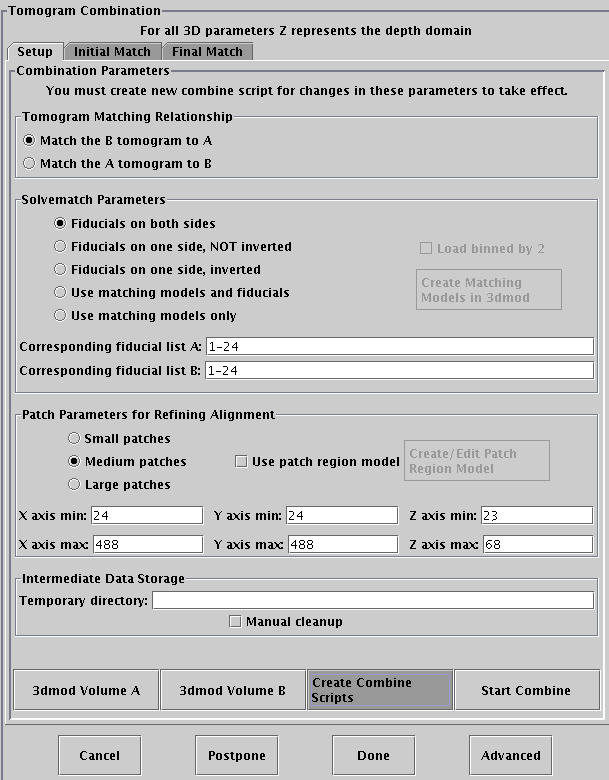 Tomogram Combination
For all 3D parameters Z represents the depth domain
Setup Initial Match Final Match
Combination Parameters
You must create new combine script for changes in these parameters to take effect.
Tomogram Matching Relationship
Match the B tomogram to A
Match the A tomogram to B
Solvematch Parameters
Fiducials on both sides
Fiducials on one side, NOT inverted
Load binned by 2
Fiducials on one side, inverted
Create Matching
Models in 3dmod
Use matching models and fiducials
Use matching models only
Corresponding fiducial list A: 1-24
Corresponding fiducial list B: 1-24
Patch Parameters for Refining Alignment
Small patches
Medium patches
Use patch region model
Create/Edit Patch
Region Model
Large patches
X axis min: 24 Y axis min: 24 Z axis min: 23
X axis max: 488 Y axis max: 488 Z axis max: 68
Intermediate Data Storage
Temporary directory:
Manual cleanup
3dmod Volume A
3dmod Volume B
Create Combine
Scripts
Start Combine
Cancel Postpone Done Advanced